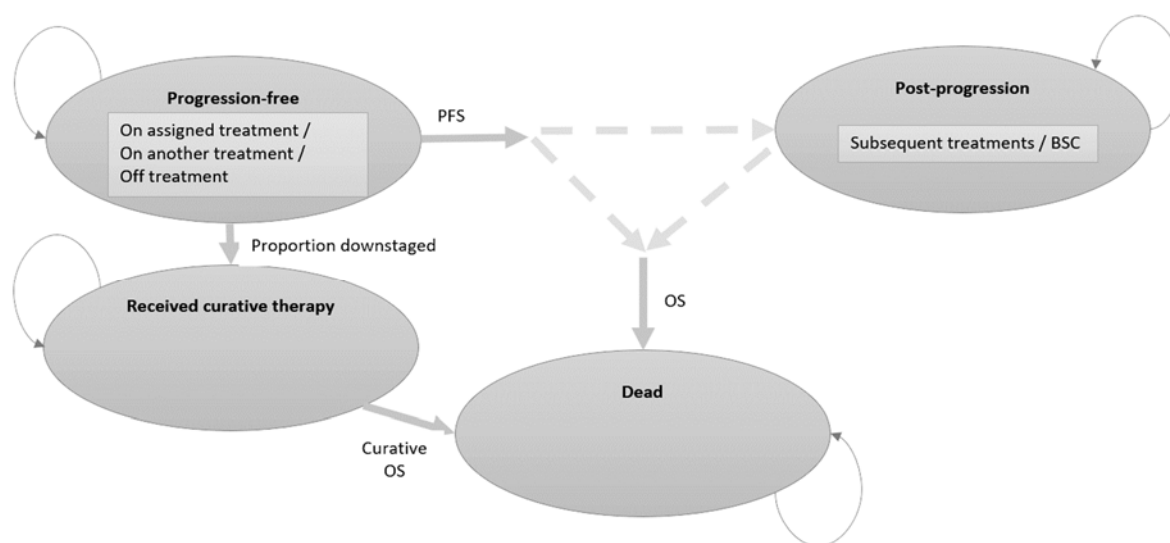 Progression-free
On assigned treatment /
On another treatment /
Off treatment
PFS
Post-progression
Subsequent treatments / BSC
Proportion downstaged
Received curative therapy
OS
Dead
Curative
OS